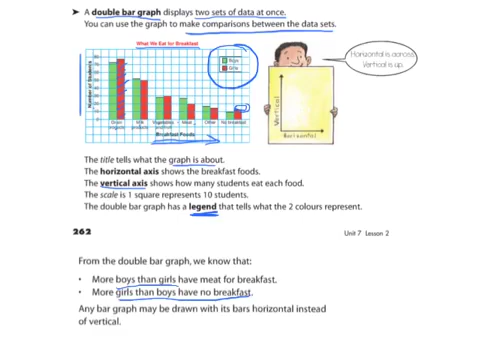 ➤ A double bar graph displays two sets of data at once.
You can use the graph to make comparisons between the data sets.
What We Eat for Breakfast
Number of Students
Boys
Girls
Grain products
Milk products
Meat
Other
No breakfast
Breakfast Foods
Horizontal is across.
Vertical is up.
Vertical
Horizontal
The title tells what the graph is about.
The horizontal axis shows the breakfast foods.
The vertical axis shows how many students eat each food.
The scale is 1 square represents 10 students.
The double bar graph has a legend that tells what the 2 colours represent.
262
Unit 7 Lesson 2
From the double bar graph, we know that:
• More boys than girls have meat for breakfast.
• More girls than boys have no breakfast.
Any bar graph may be drawn with its bars horizontal instead
of vertical.